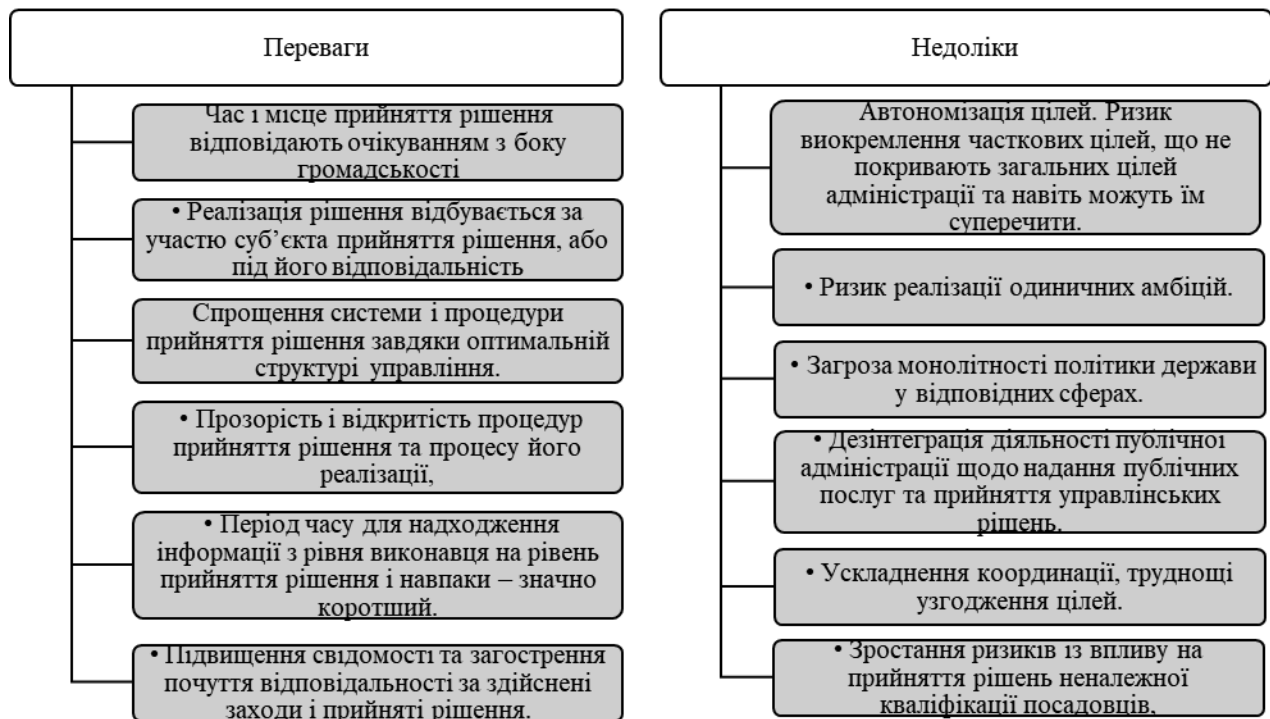 Переваги
Час і місце прийняття рішення
відповідають очікуванням з боку
громадськості
• Реалізація рішення відбувається за
участю суб’єкта прийняття рішення, або
під його відповідальність
Спрощення системи і процедури
прийняття рішення завдяки оптимальній
структурі управління.
• Прозорість і відкритість процедур
прийняття рішення та процесу його
реалізації,
• Період часу для надходження
інформації з рівня виконавця на рівень
прийняття рішення і навпаки – значно
коротший.
• Підвищення свідомості та загострення
почуття відповідальності за здійснені
заходи і прийняті рішення.
Недоліки
Автономізація цілей. Ризик
виокремлення часткових цілей, що не
покривають загальних цілей
адміністрації та навіть можуть їм
суперечити.
• Ризик реалізації одиничних амбіцій.
• Загроза монолітності політики держави
у відповідних сферах.
• Дезінтеграція діяльності публічної
адміністрації щодо надання публічних
послуг та прийняття управлінських
рішень.
• Ускладнення координації, труднощі
узгодження цілей.
• Зростання ризиків із впливу на
прийняття рішень неналежної
кваліфікації посадовців,